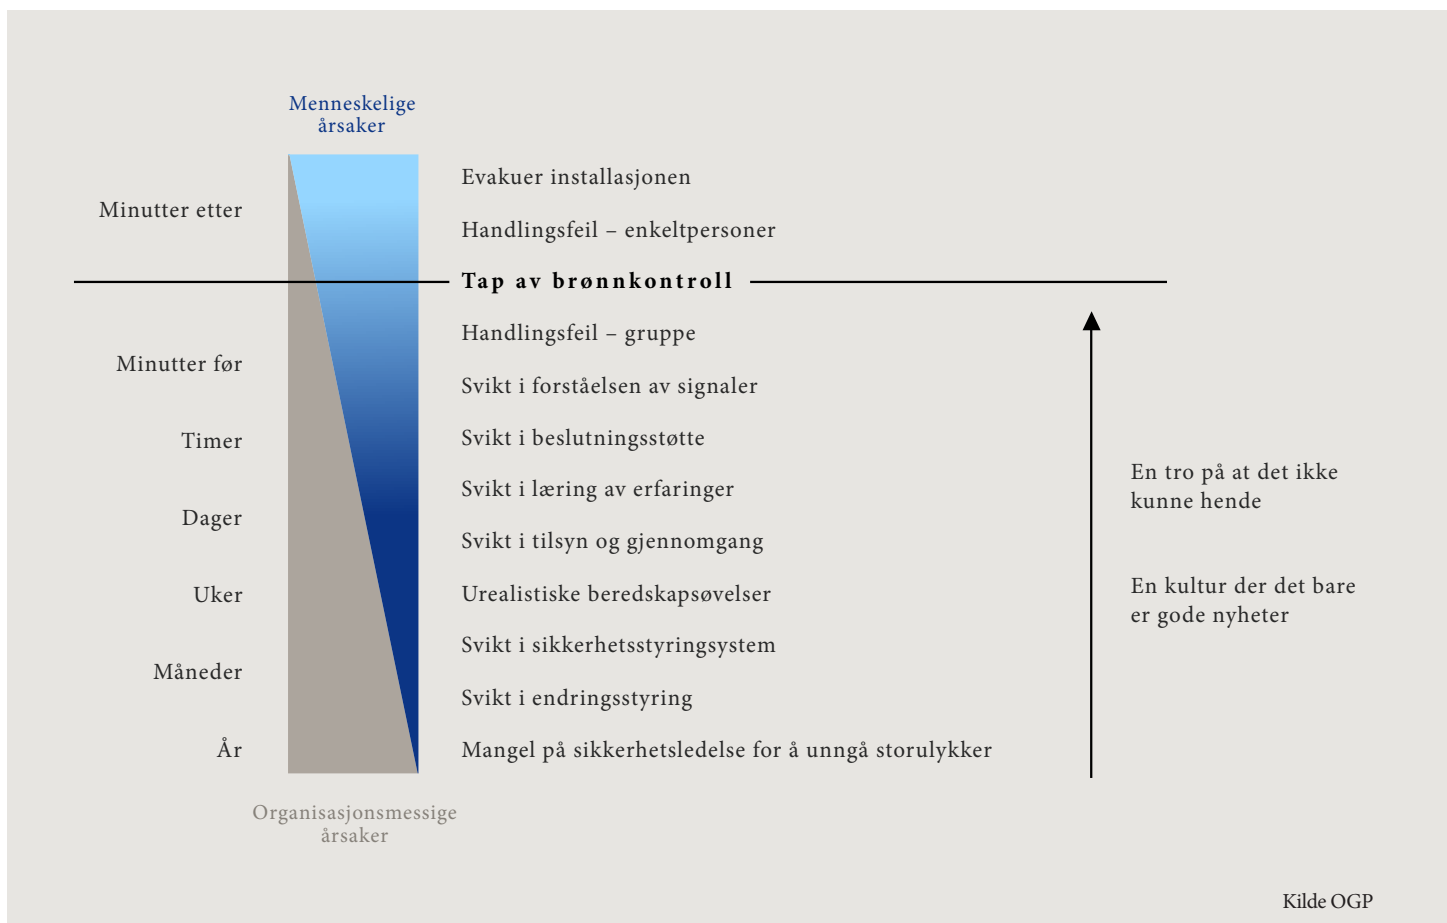 Menneskelige
årsaker
Minutter etter
Evakuer installasjonen
Handlingsfeil – enkeltpersoner
Tap av brønnkontroll
Minutter før
Handlingsfeil – gruppe
Svikt i forståelsen av signaler
Timer
Svikt i beslutningsstøtte
Svikt i læring av erfaringer
Dager
Svikt i tilsyn og gjennomgang
Uker
Urealistiske beredskapsøvelser
Svikt i sikkerhetsstyringsystem
Måneder
Svikt i endringsstyring
År
Mangel på sikkerhetsledelse for å unngå storulykker
Organisasjonsmessige
årsaker
En tro på at det ikke
kunne hende
En kultur der det bare
er gode nyheter
Kilde OGP